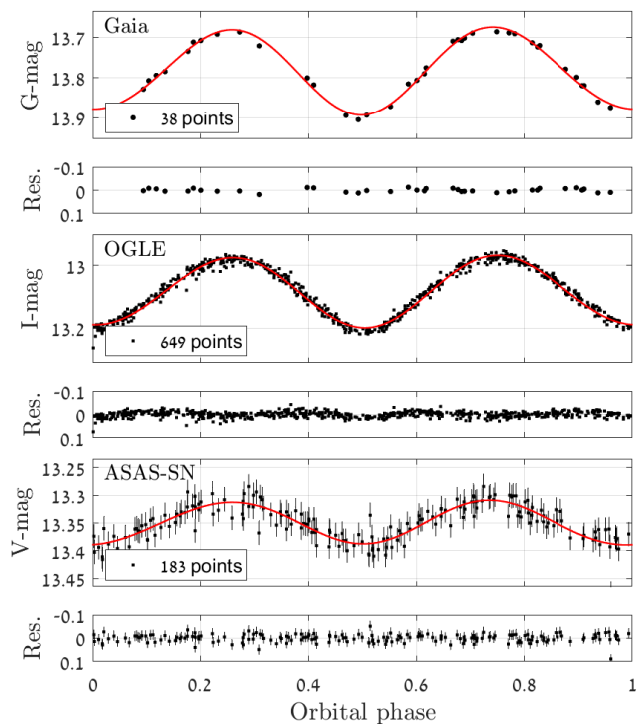 Gaia
G-mag
13.7
13.8
13.9
38 points
Res.
-0.1
0
0.1
OGLE
I-mag
13
13.2
649 points
Res.
-0.1
0
0.1
ASAS-SN
V-mag
13.25
13.3
13.35
13.4
13.45
183 points
Res.
-0.1
0
0.1
0 0.2 0.4 0.6 0.8 1
Orbital phase